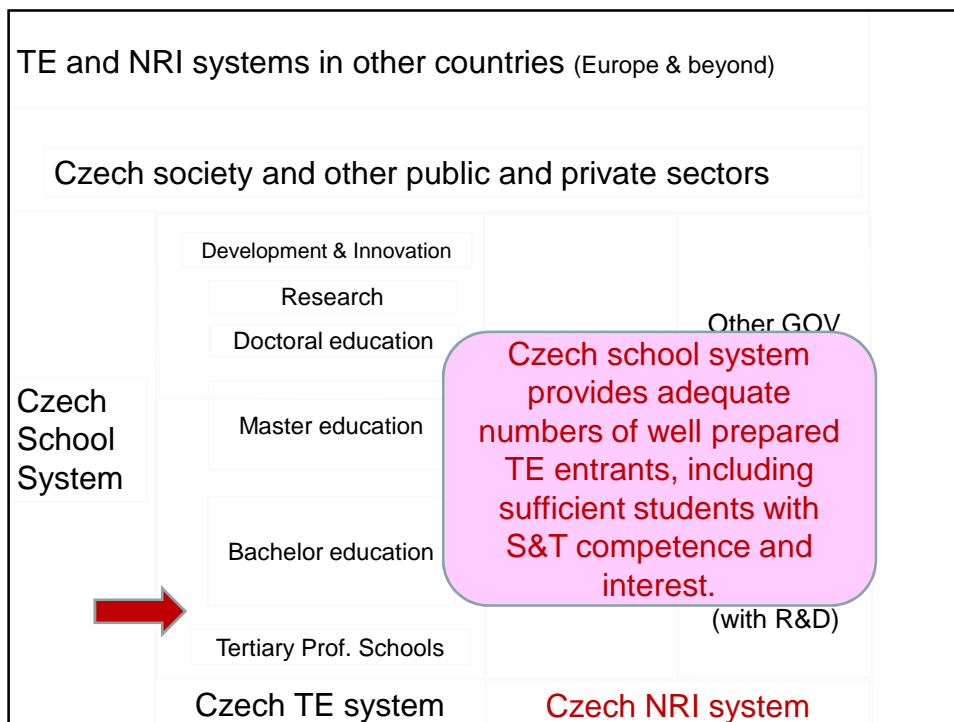 TE and NRI systems in other countries (Europe & beyond)
Czech society and other public and private sectors
Development & Innovation
Research
Doctoral education
Master education
Bachelor education
Tertiary Prof. Schools
Czech
School
System
Other GOV
Czech school system
provides adequate
numbers of well prepared
TE entrants, including
sufficient students with
S&T competence and
interest.
(with R&D)
Czech TE system
Czech NRI system